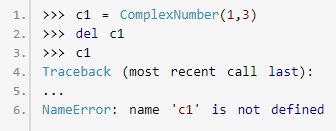 1. >>> c1 = ComplexNumber(1,3)
2. >>> del c1
3. >>> c1
4. Traceback (most recent call last):
5. ...
6. NameError: name 'c1' is not defined